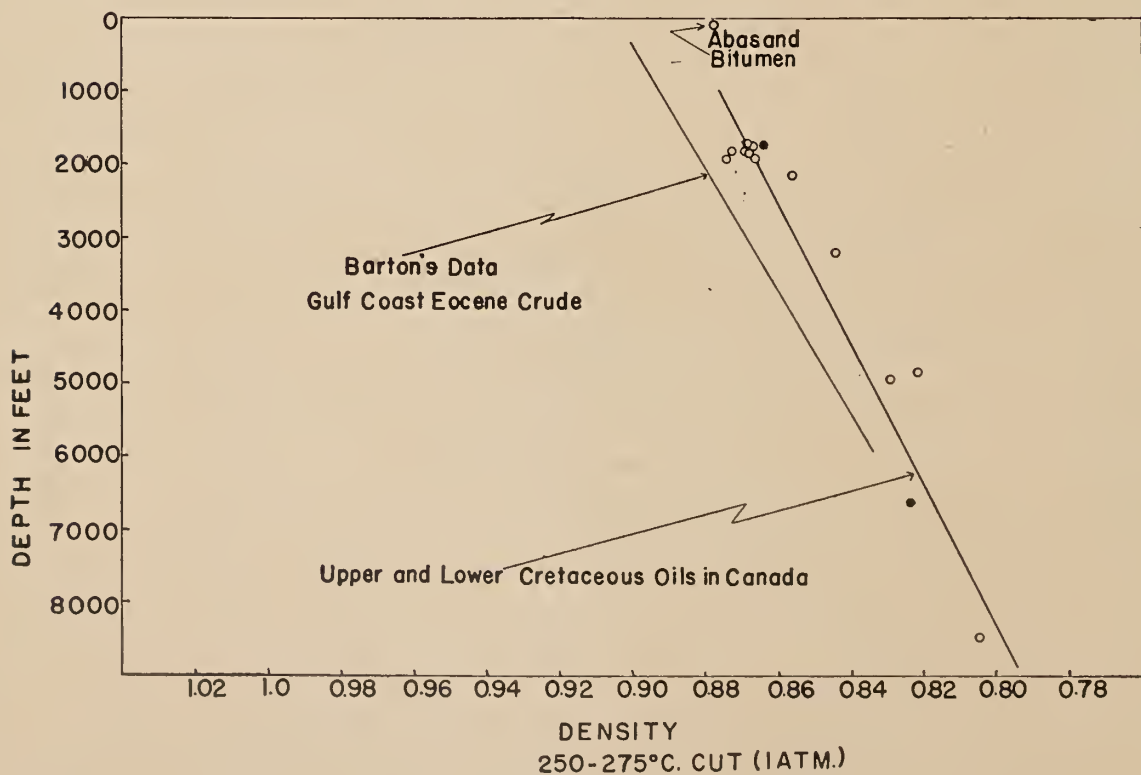 0
1000
2000
3000
4000
5000
6000
7000
8000
DEPTH IN FEET
Abasand
Bitumen
Barton's Data
Gulf Coast Eocene Crude
Upper and Lower Cretaceous Oils in Canada
1.02 1.0 0.98 0.96 0.94 0.92 0.90 0.88 0.86 0.84 0.82 0.80 0.78
DENSITY
250-275°C. CUT (1ATM.)